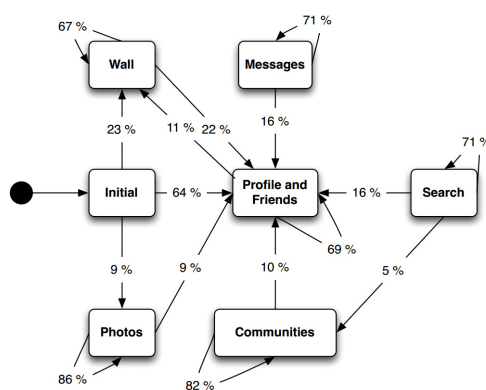 67 %
71 %
Wall
Messages
23 %
11 %
22 %
16 %
71 %
Initial
64 %
Profile and
Friends
16 %
Search
69 %
9 %
9 %
10 %
5 %
Photos
Communities
86 %
82 %